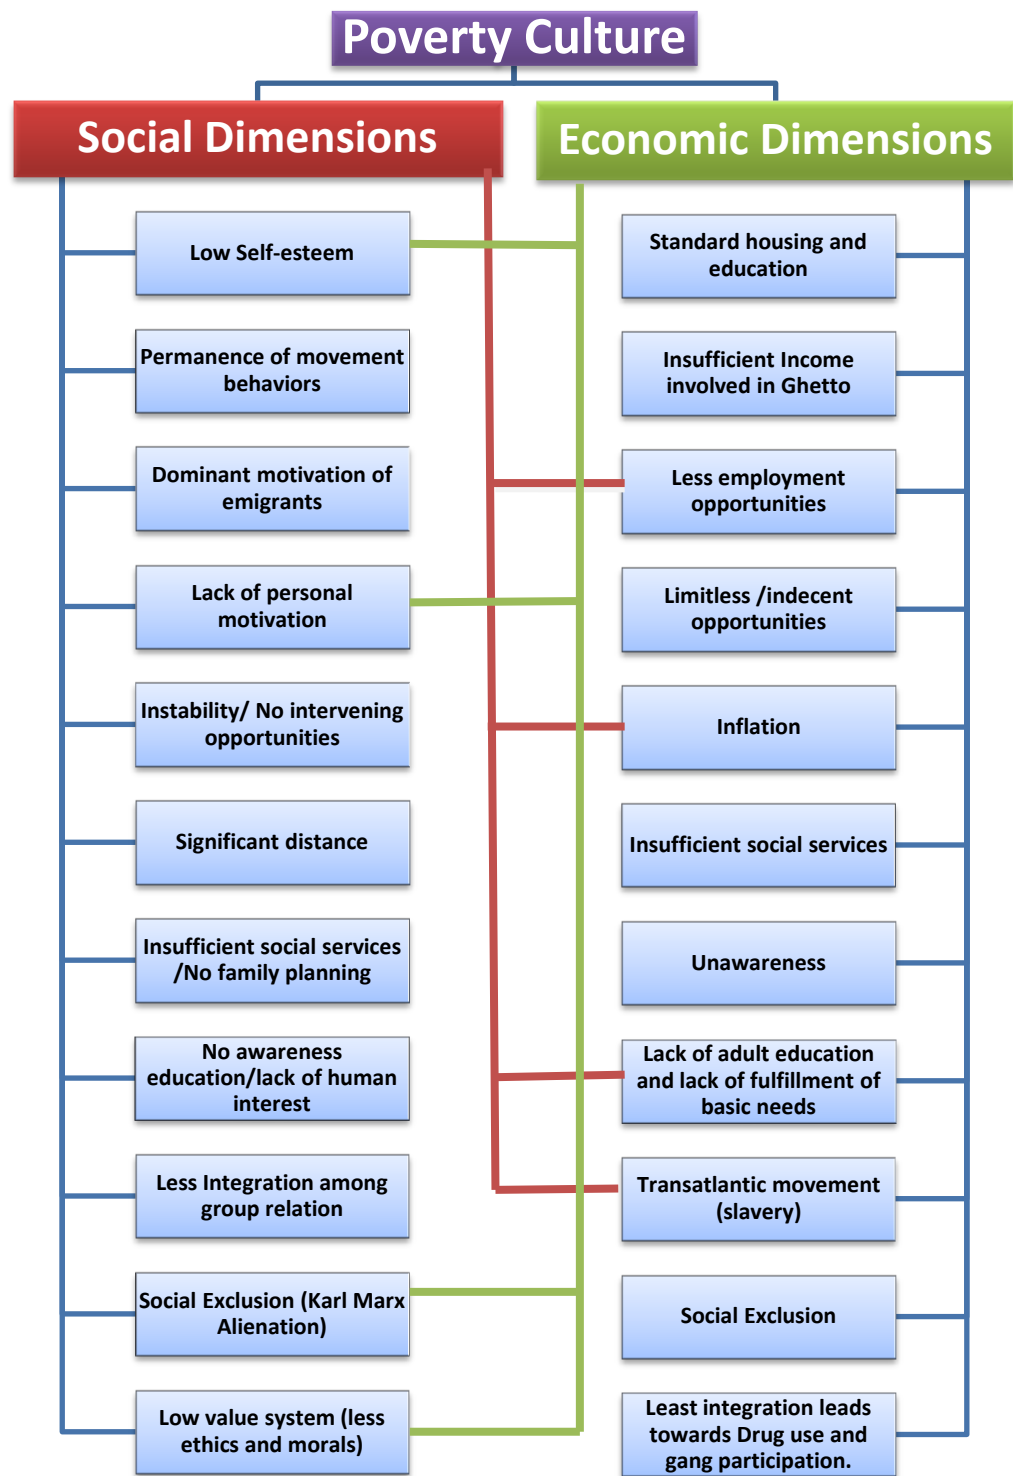 Poverty Culture
Social Dimensions
Economic Dimensions
Low Self-esteem
Permanence of movement
behaviors
Dominant motivation of
emigrants
Lack of personal
motivation
Instability/ No intervening
opportunities
Significant distance
Insufficient social services
/No family planning
No awareness
education/lack of human
interest
Less Integration among
group relation
Social Exclusion (Karl Marx
Alienation)
Low value system (less
ethics and morals)
Standard housing and
education
Insufficient Income
involved in Ghetto
Less employment
opportunities
Limitless /indecent
opportunities
Inflation
Insufficient social services
Unawareness
Lack of adult education
and lack of fulfillment of
basic needs
Transatlantic movement
(slavery)
Social Exclusion
Least integration leads
towards Drug use and
gang participation.